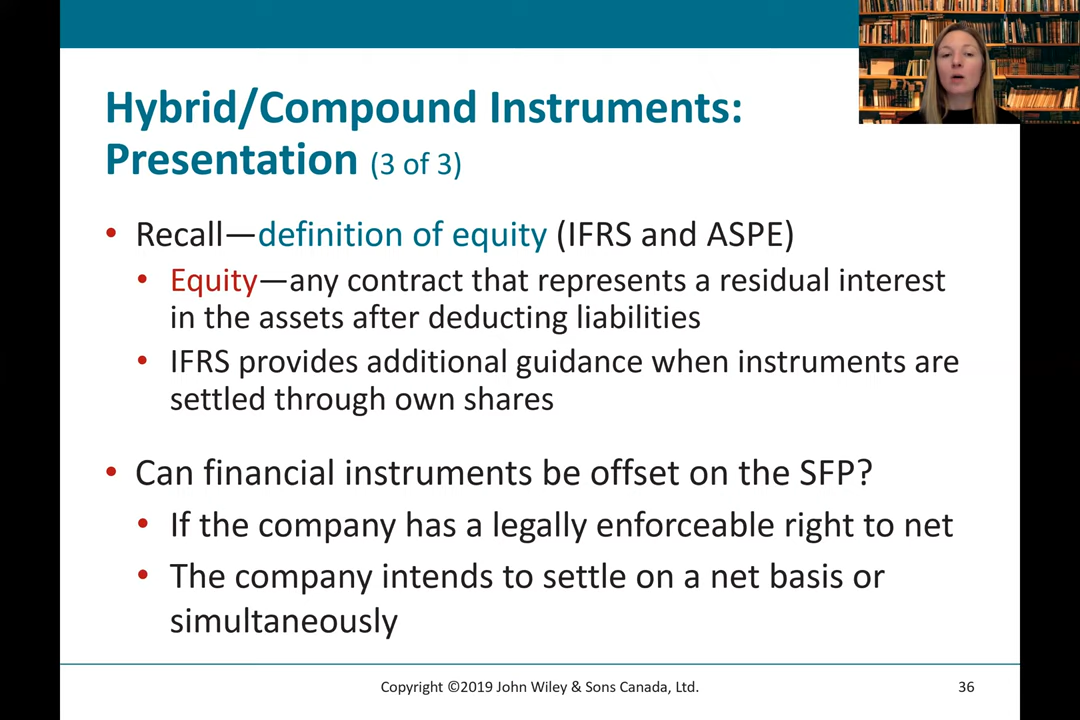 Hybrid/Compound Instruments:
Presentation (3 of 3)
• Recall—definition of equity (IFRS and ASPE)
• Equity—any contract that represents a residual interest
in the assets after deducting liabilities
• IFRS provides additional guidance when instruments are
settled through own shares
• Can financial instruments be offset on the SFP?
• If the company has a legally enforceable right to net
• The company intends to settle on a net basis or
simultaneously
Copyright ©2019 John Wiley & Sons Canada, Ltd.
36